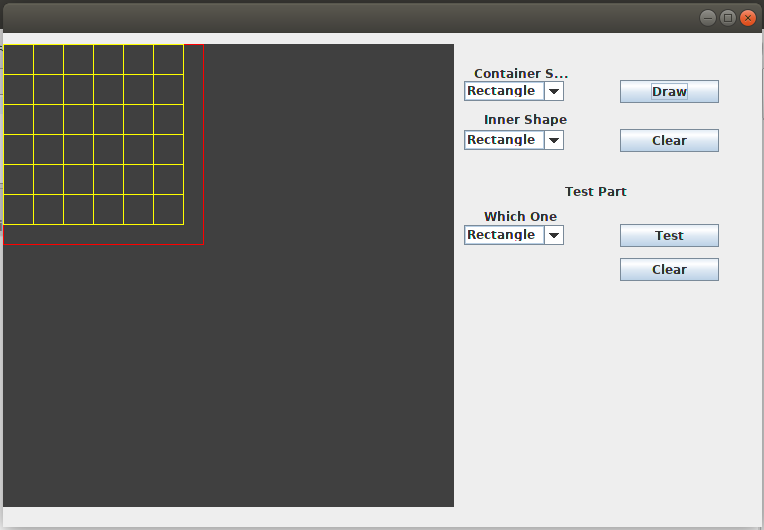 Container S...
Rectangle
Draw
Inner Shape
Rectangle
Clear
Test Part
Which One
Rectangle
Test
Clear